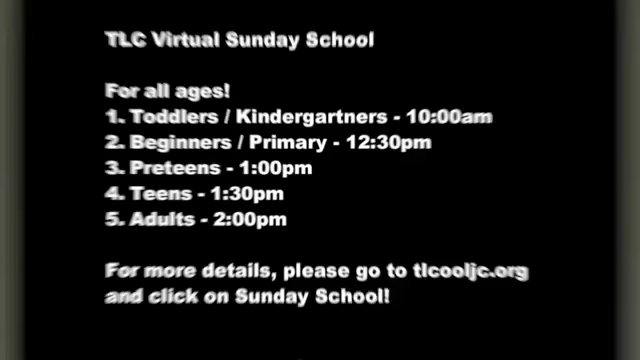 TLC Virtual Sunday School
For all ages!
1. Toddlers / Kindergartners - 10:00am
2. Beginners / Primary - 12:30pm
3. Preteens - 1:00pm
4. Teens - 1:30pm
5. Adults - 2:00pm
For more details, please go to tlcooljc.org
and click on Sunday School!